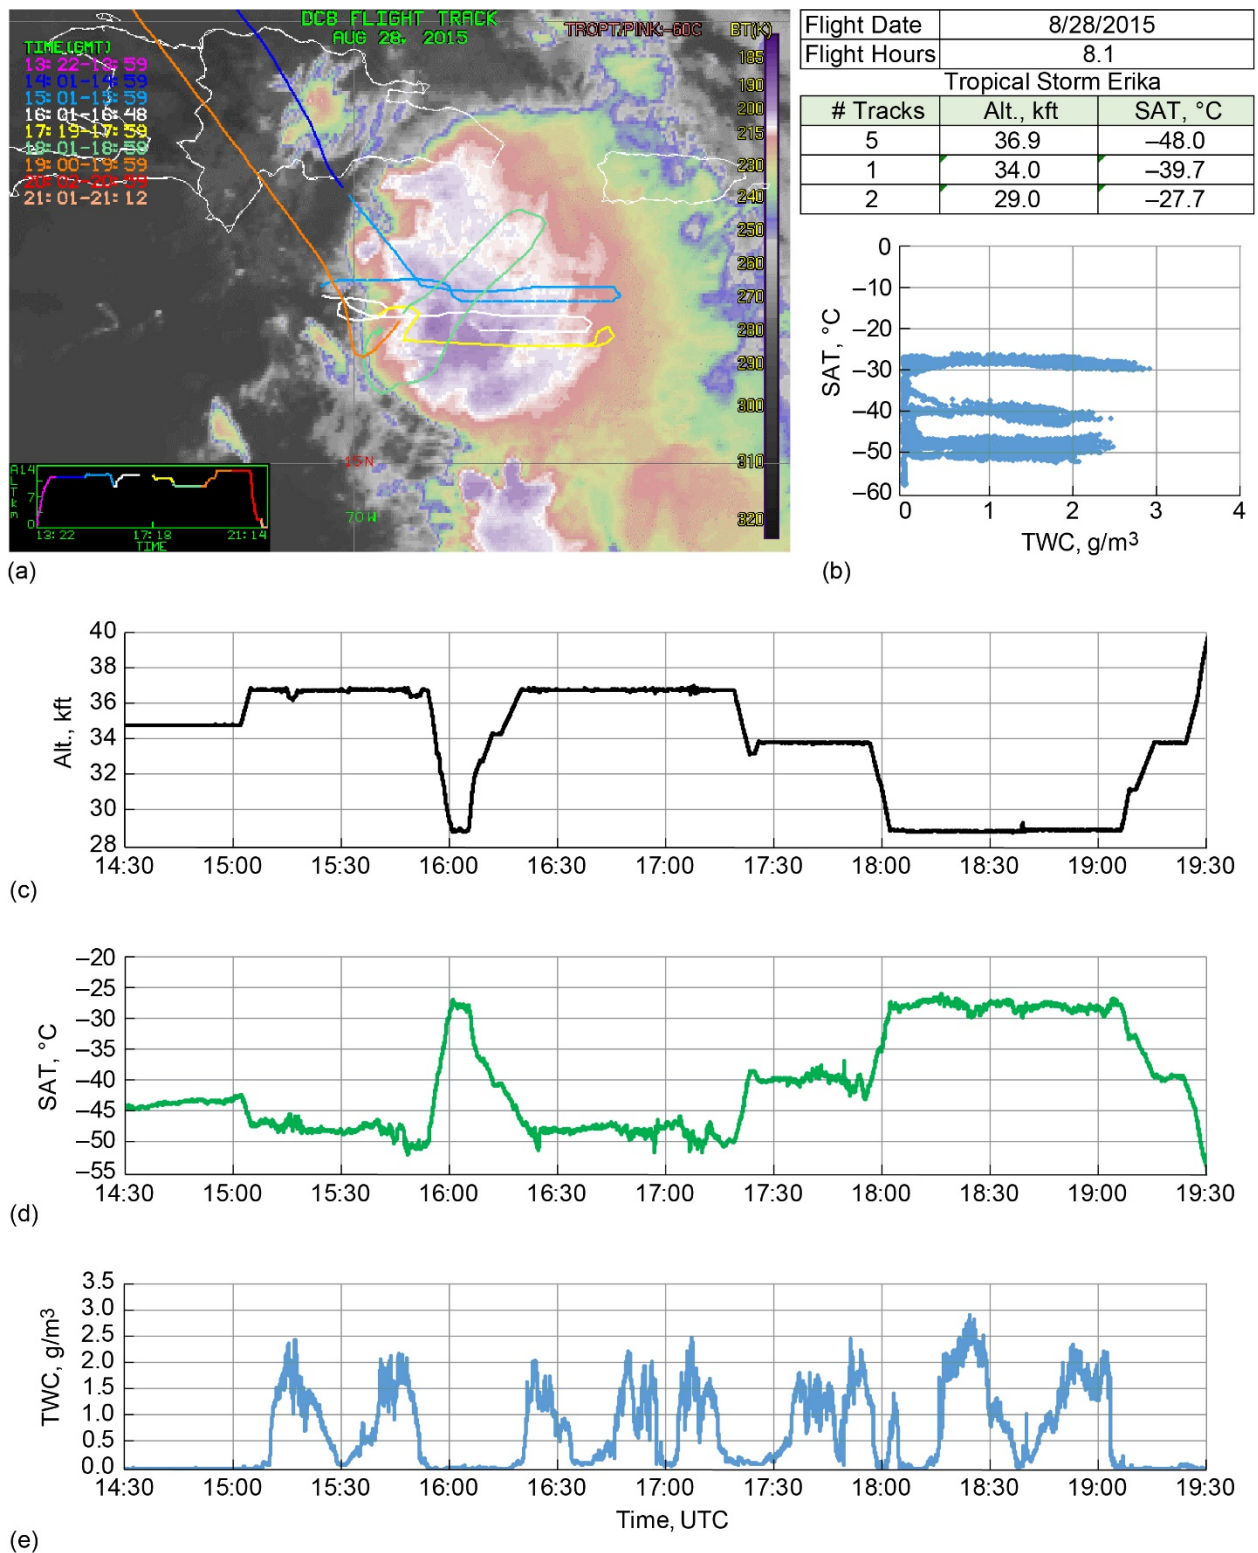 DC8 FLIGHT TRACK
AUG 28, 2015
TROPT/PINK:-60C
BT(K)
TIME(GMT)
14:01-14:59
15:01-15:59
16:01-16:48
17:19-17:59
18:01-18:59
19:00-19:59
20:02-20:59
21:01-21:12
185
190
200
215
230
240
250
260
270
280
290
300
310
320
15N
70W
ALT km
14
7
0
13:22
17:18
21:14
TIME
(a)
Flight Date 8/28/2015
Flight Hours 8.1
Tropical Storm Erika
# Tracks Alt., kft SAT, °C
5 36.9 –48.0
1 34.0 –39.7
2 29.0 –27.7
SAT, °C
0
–10
–20
–30
–40
–50
–60
0 1 2 3 4
TWC, g/m³
(b)
Alt., kft
40
38
36
34
32
30
28
14:30 15:00 15:30 16:00 16:30 17:00 17:30 18:00 18:30 19:00 19:30
(c)
SAT, °C
–20
–25
–30
–35
–40
–45
–50
–55
14:30 15:00 15:30 16:00 16:30 17:00 17:30 18:00 18:30 19:00 19:30
(d)
TWC, g/m³
3.5
3.0
2.5
2.0
1.5
1.0
0.5
0.0
14:30 15:00 15:30 16:00 16:30 17:00 17:30 18:00 18:30 19:00 19:30
Time, UTC
(e)